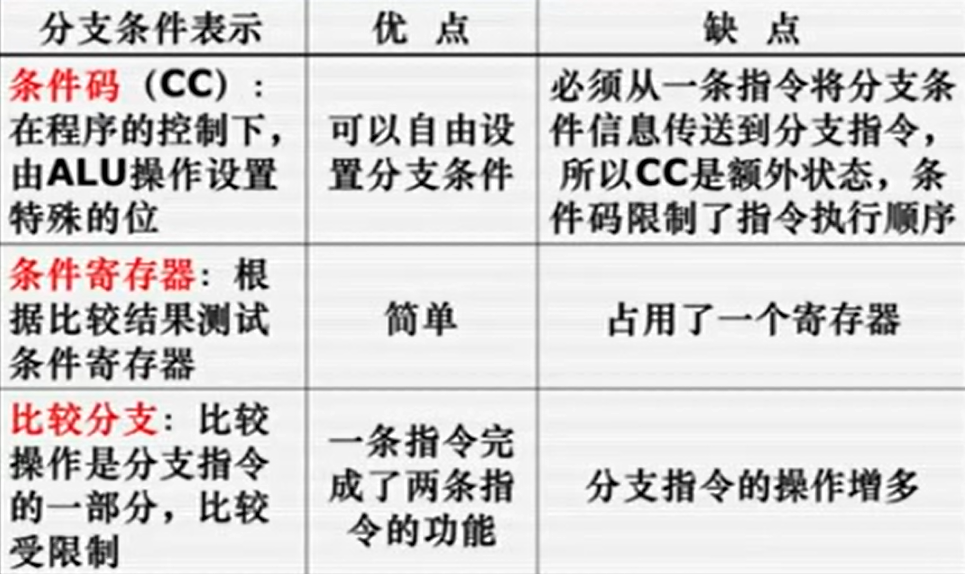 分支条件表示
优 点
缺 点
条件码（CC）：
在程序的控制下，
由ALU操作设置
特殊的位
可以自由设
置分支条件
必须从一条指令将分支条
件信息传送到分支指令，
所以CC是额外状态，条
件码限制了指令执行顺序
条件寄存器：根
据比较结果测试
条件寄存器
简单
占用了一个寄存器
比较分支：比较
操作是分支指令
的一部分，比较
受限制
一条指令完
成了两条指
令的功能
分支指令的操作增多